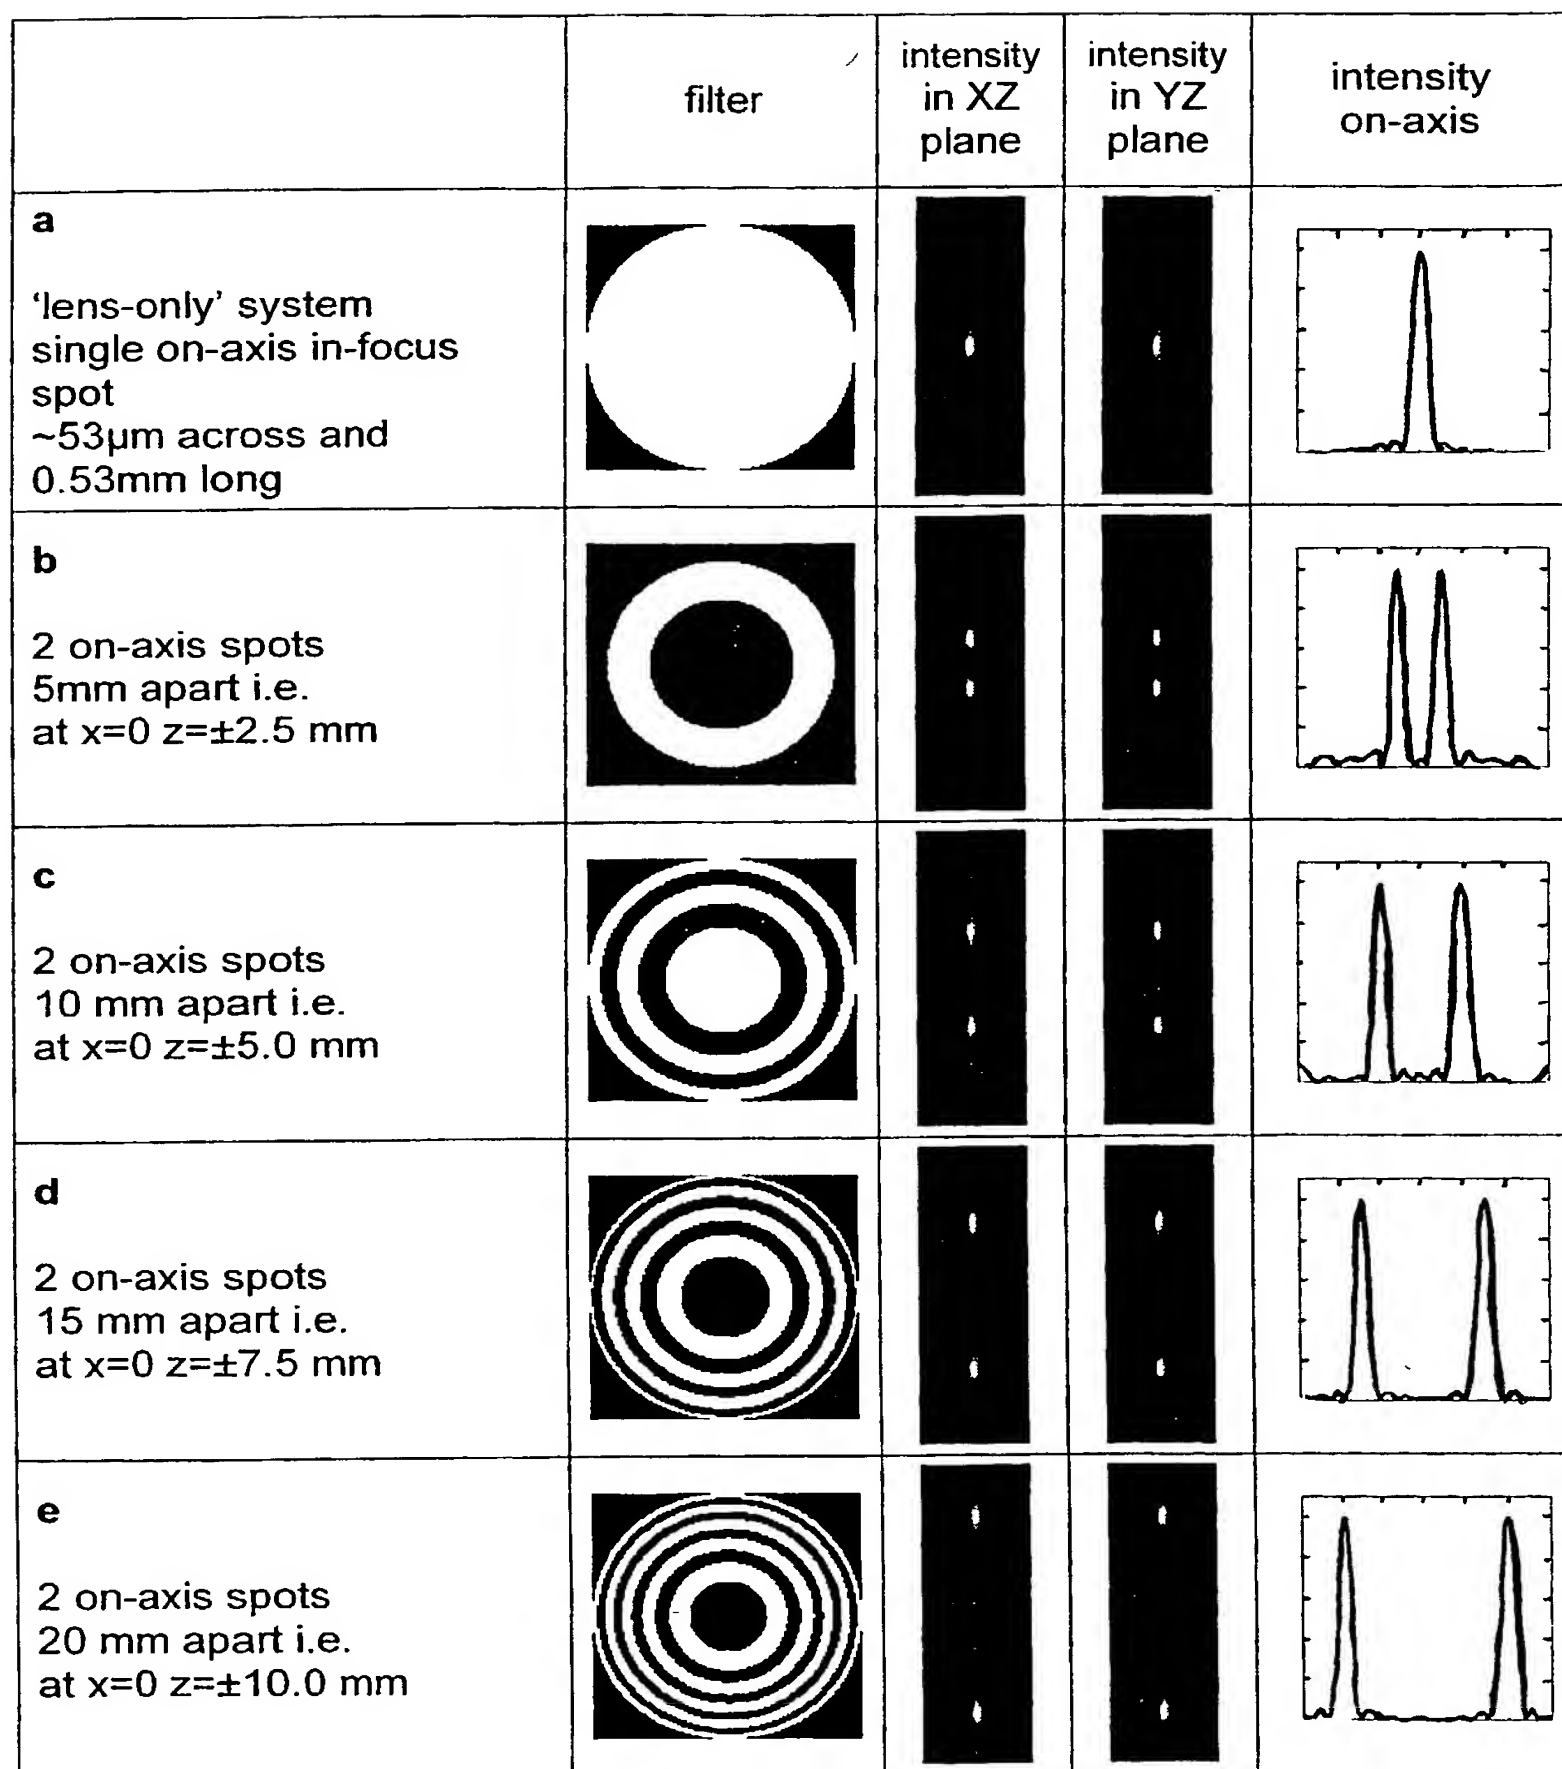 filter
intensity
in XZ
plane
intensity
in YZ
plane
intensity
on-axis
a
‘lens-only’ system
single on-axis in-focus
spot
~53µm across and
0.53mm long
b
2 on-axis spots
5mm apart i.e.
at x=0 z=±2.5 mm
c
2 on-axis spots
10 mm apart i.e.
at x=0 z=±5.0 mm
d
2 on-axis spots
15 mm apart i.e.
at x=0 z=±7.5 mm
e
2 on-axis spots
20 mm apart i.e.
at x=0 z=±10.0 mm